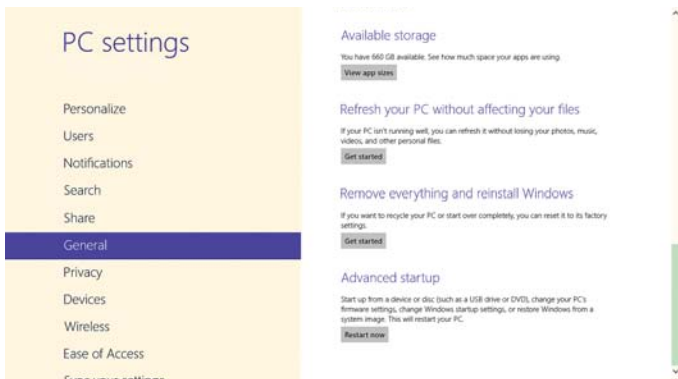 PC settings
Personalize
Users
Notifications
Search
Share
General
Privacy
Devices
Wireless
Ease of Access
Sync your settings
Available storage
You have 660 GB available. See how much space your apps are using.
View app sizes
Refresh your PC without affecting your files
If your PC isn't running well, you can refresh it without losing your photos, music,
videos, and other personal files.
Get started
Remove everything and reinstall Windows
If you want to recycle your PC or start over completely, you can reset it to its factory
settings.
Get started
Advanced startup
Start up from a device or disc (such as a USB drive or DVD), change your PC's
firmware settings, change Windows startup settings, or restore Windows from a
system image. This will restart your PC.
Restart now